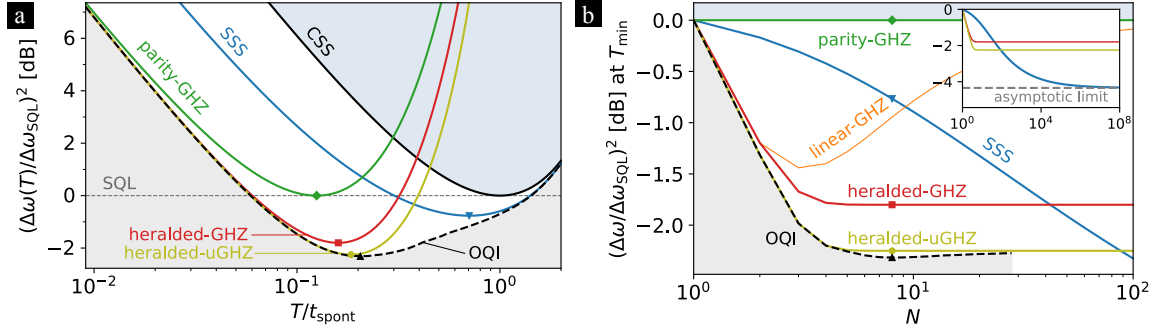 a
(Δω(T)/Δω_SQL)² [dB]
6
4
2
0
−2
10⁻²
10⁻¹
10⁰
T/t_spont
parity-GHZ
SSS
CSS
SQL
heralded-GHZ
heralded-uGHZ
OQI
b
(Δω/Δω_SQL)² [dB] at T_min
0.0
−0.5
−1.0
−1.5
−2.0
10⁰
10¹
10²
N
parity-GHZ
linear-GHZ
SSS
heralded-GHZ
OQI
heralded-uGHZ
0
−2
−4
asymptotic limit
10⁰
10⁴
10⁸